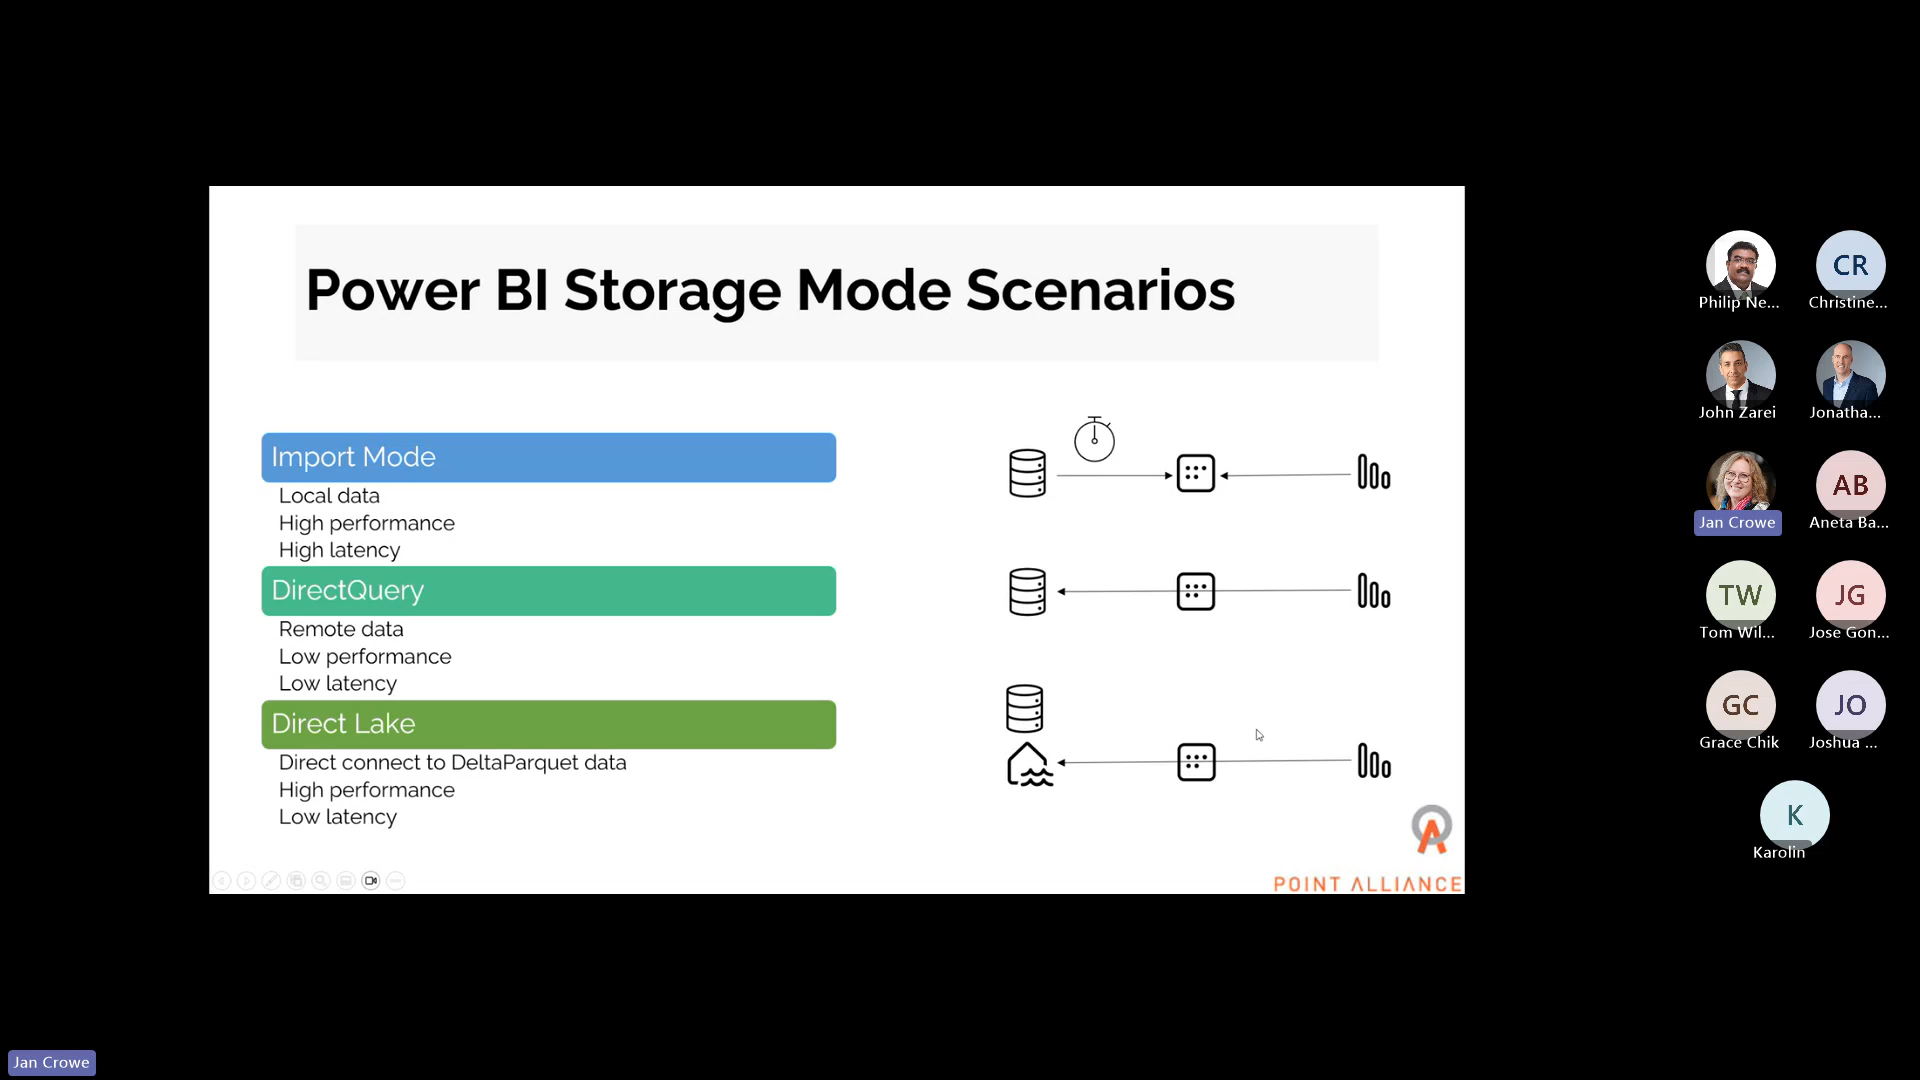 Power BI Storage Mode Scenarios
Import Mode
Local data
High performance
High latency
DirectQuery
Remote data
Low performance
Low latency
Direct Lake
Direct connect to DeltaParquet data
High performance
Low latency
POINT ALLIANCE
Philip Ne...
CR
Christine...
John Zarei
Jonatha...
Jan Crowe
AB
Aneta Ba...
TW
Tom Wil...
JG
Jose Gon...
GC
Grace Chik
JO
Joshua ...
K
Karolin
Jan Crowe